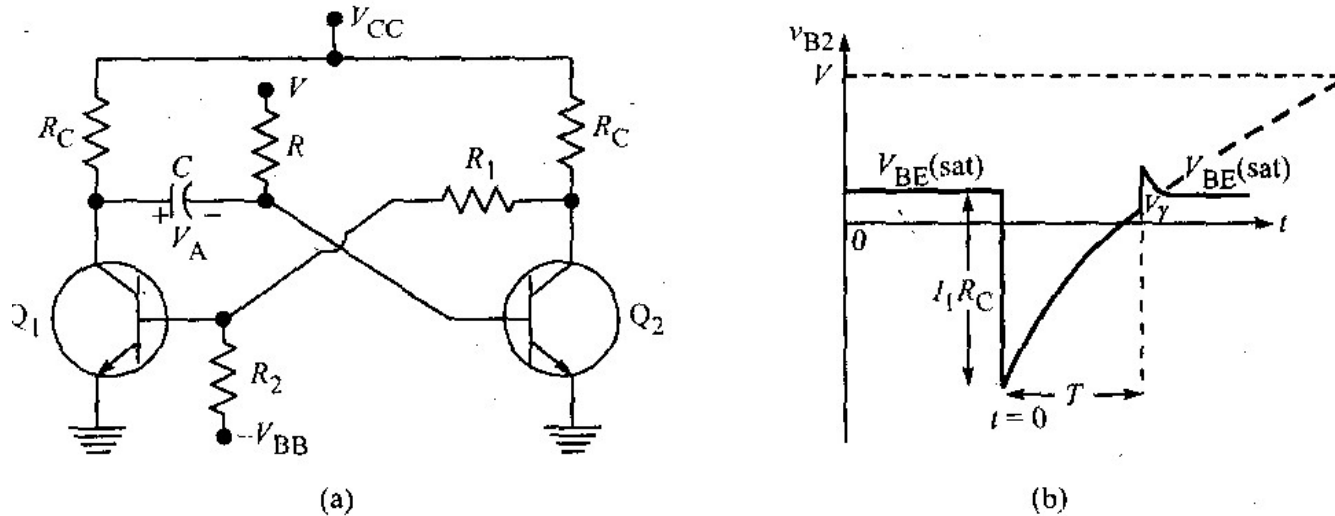 V_CC
V
R_C
R
R_C
C
R_1
+ −
V_A
Q_1
Q_2
R_2
−V_BB
(a)
v_B2
V
V_BE(sat)
V_BE(sat)
V_γ
0
t
I_1R_C
T
t = 0
(b)